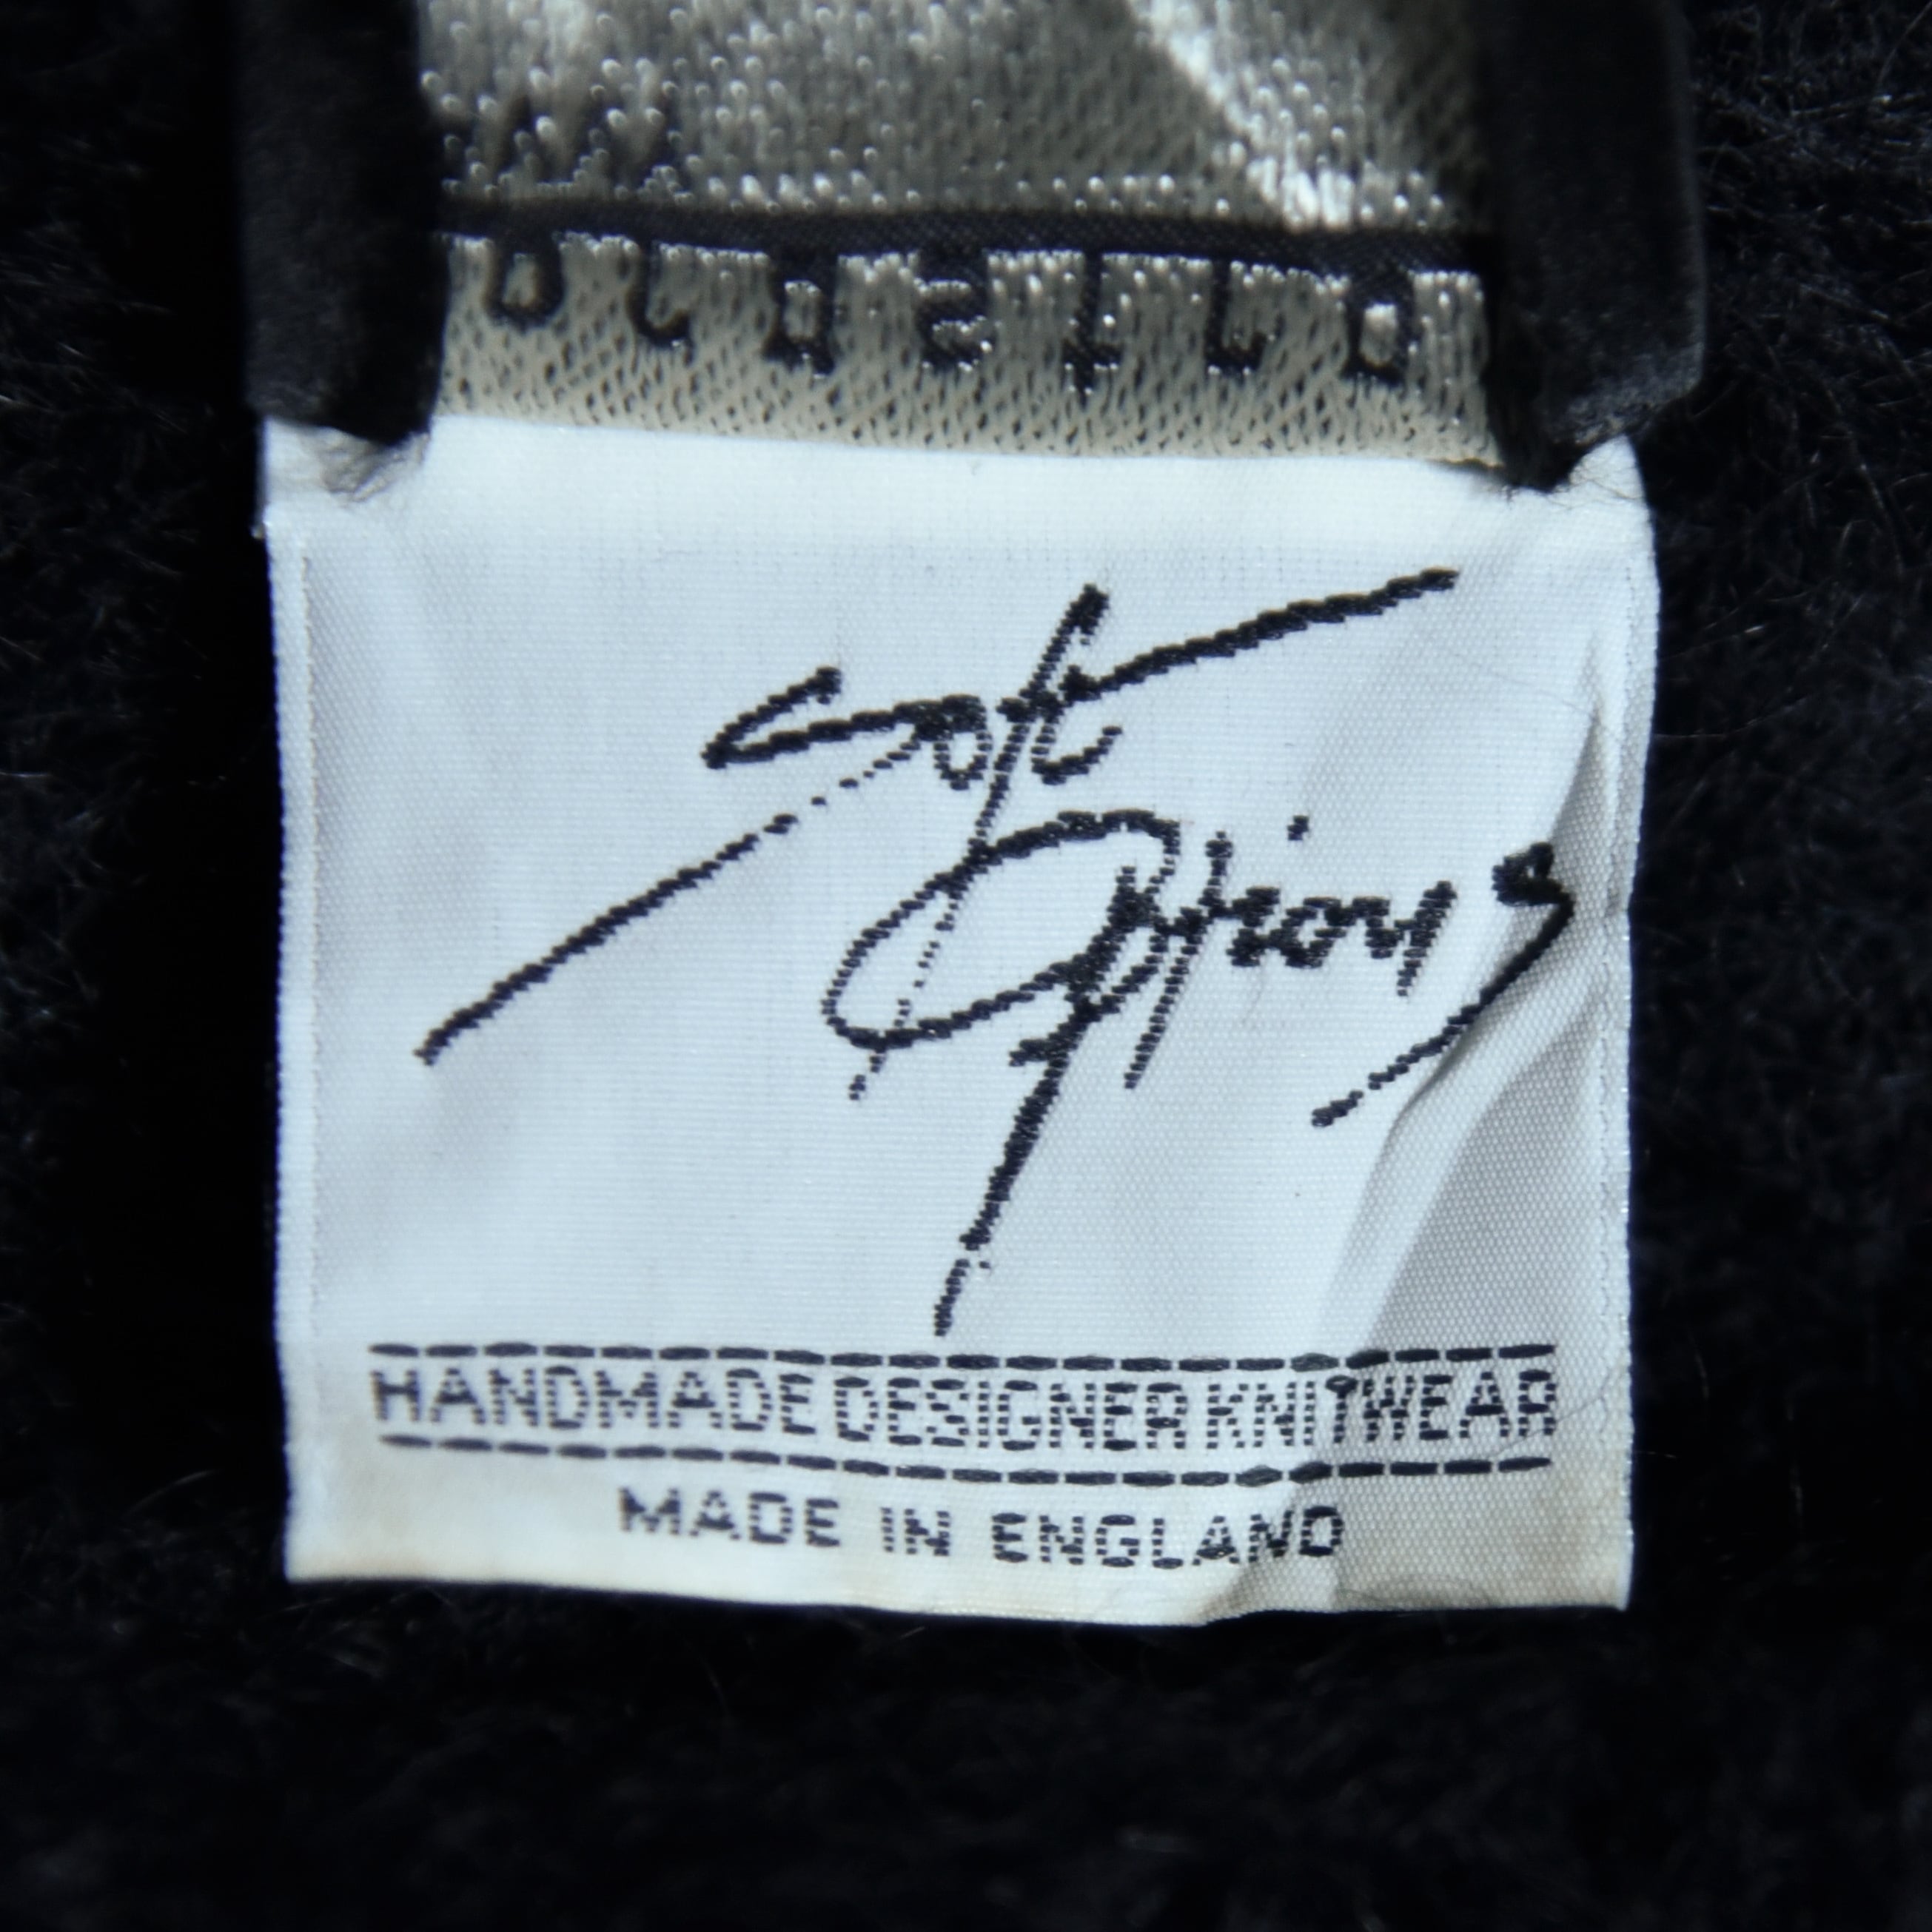 Soft
Options
HANDMADE DESIGNER KNITWEAR
MADE IN ENGLAND